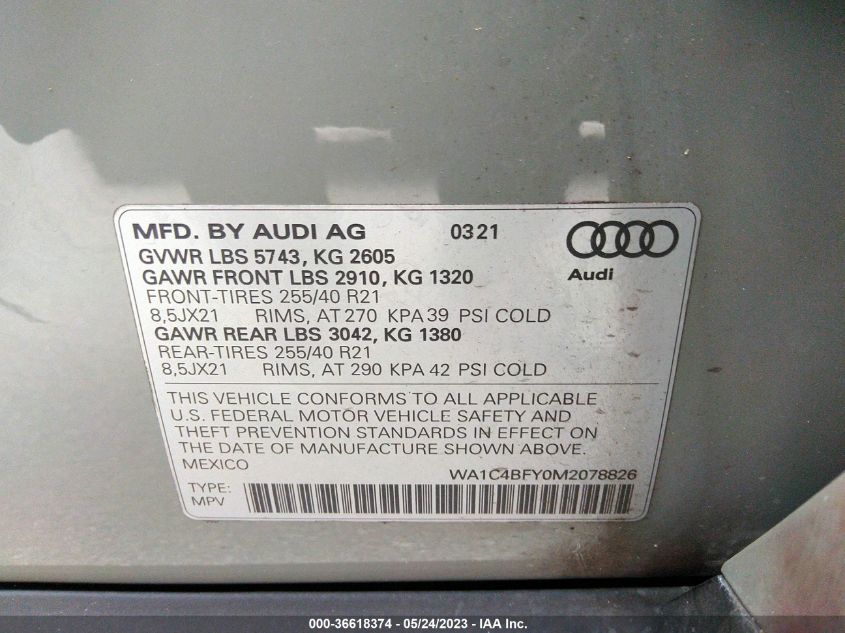 MFD. BY AUDI AG 0321
GVWR LBS 5743, KG 2605
GAWR FRONT LBS 2910, KG 1320
FRONT-TIRES 255/40 R21
8,5JX21 RIMS, AT 270 KPA 39 PSI COLD
GAWR REAR LBS 3042, KG 1380
REAR-TIRES 255/40 R21
8,5JX21 RIMS, AT 290 KPA 42 PSI COLD
Audi
THIS VEHICLE CONFORMS TO ALL APPLICABLE
U.S. FEDERAL MOTOR VEHICLE SAFETY AND
THEFT PREVENTION STANDARDS IN EFFECT ON
THE DATE OF MANUFACTURE SHOWN ABOVE.
MEXICO WA1C4BFY0M2078826
TYPE:
MPV
000-36618374 — 05/24/2023 — IAA Inc.